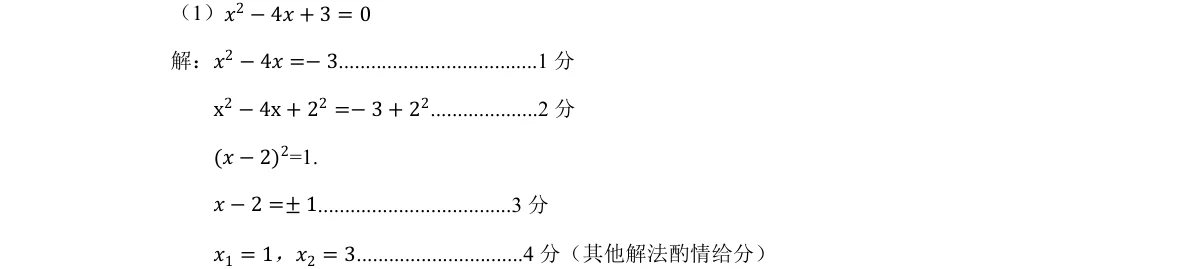 （1）𝑥² − 4𝑥 + 3 = 0
解：𝑥² − 4𝑥 =− 3.....................................1 分
x² − 4x + 2² =− 3 + 2²....................2 分
(𝑥 − 2)²=1.
𝑥 − 2 =± 1....................................3 分
𝑥₁ = 1，𝑥₂ = 3...............................4 分（其他解法酌情给分）